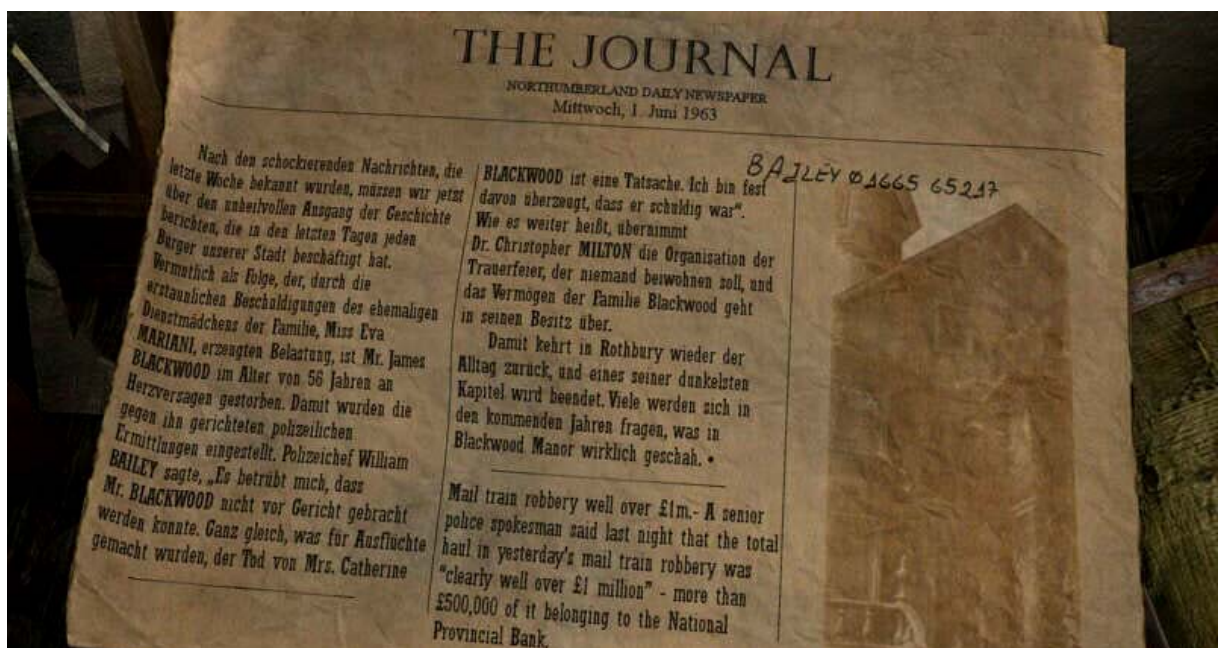 THE JOURNAL
NORTHUMBERLAND DAILY NEWSPAPER
Mittwoch, 1. Juni 1963
BAILEY 01665 65217
Nach den schockierenden Nachrichten, die
letzte Woche bekannt wurden, müssen wir jetzt
über den unheilvollen Ausgang der Geschichte
berichten, die in den letzten Tagen jeden
Bürger unserer Stadt beschäftigt hat.
Vermutlich als Folge, der, durch die
erstaunlichen Beschuldigungen des ehemaligen
Dienstmädchens der Familie, Miss Eva
MARIANI, erzeugten Belastung, ist Mr. James
BLACKWOOD im Alter von 56 Jahren an
Herzversagen gestorben. Damit wurden die
gegen ihn gerichteten polizeilichen
Ermittlungen eingestellt. Polizeichef William
BAILEY sagte, „Es betrübt mich, dass
Mr. BLACKWOOD nicht vor Gericht gebracht
werden konnte. Ganz gleich, was für Ausflüchte
gemacht wurden, der Tod von Mrs. Catherine
BLACKWOOD ist eine Tatsache. Ich bin fest
davon überzeugt, dass er schuldig war“.
Wie es weiter heißt, übernimmt
Dr. Christopher MILTON die Organisation der
Trauerfeier, der niemand beiwohnen soll, und
das Vermögen der Familie Blackwood geht
in seinen Besitz über.
Damit kehrt in Rothbury wieder der
Alltag zurück, und eines seiner dunkelsten
Kapitel wird beendet. Viele werden sich in
den kommenden Jahren fragen, was in
Blackwood Manor wirklich geschah. •
Mail train robbery well over £1m.- A senior
police spokesman said last night that the total
haul in yesterday's mail train robbery was
"clearly well over £1 million" - more than
£500,000 of it belonging to the National
Provincial Bank.